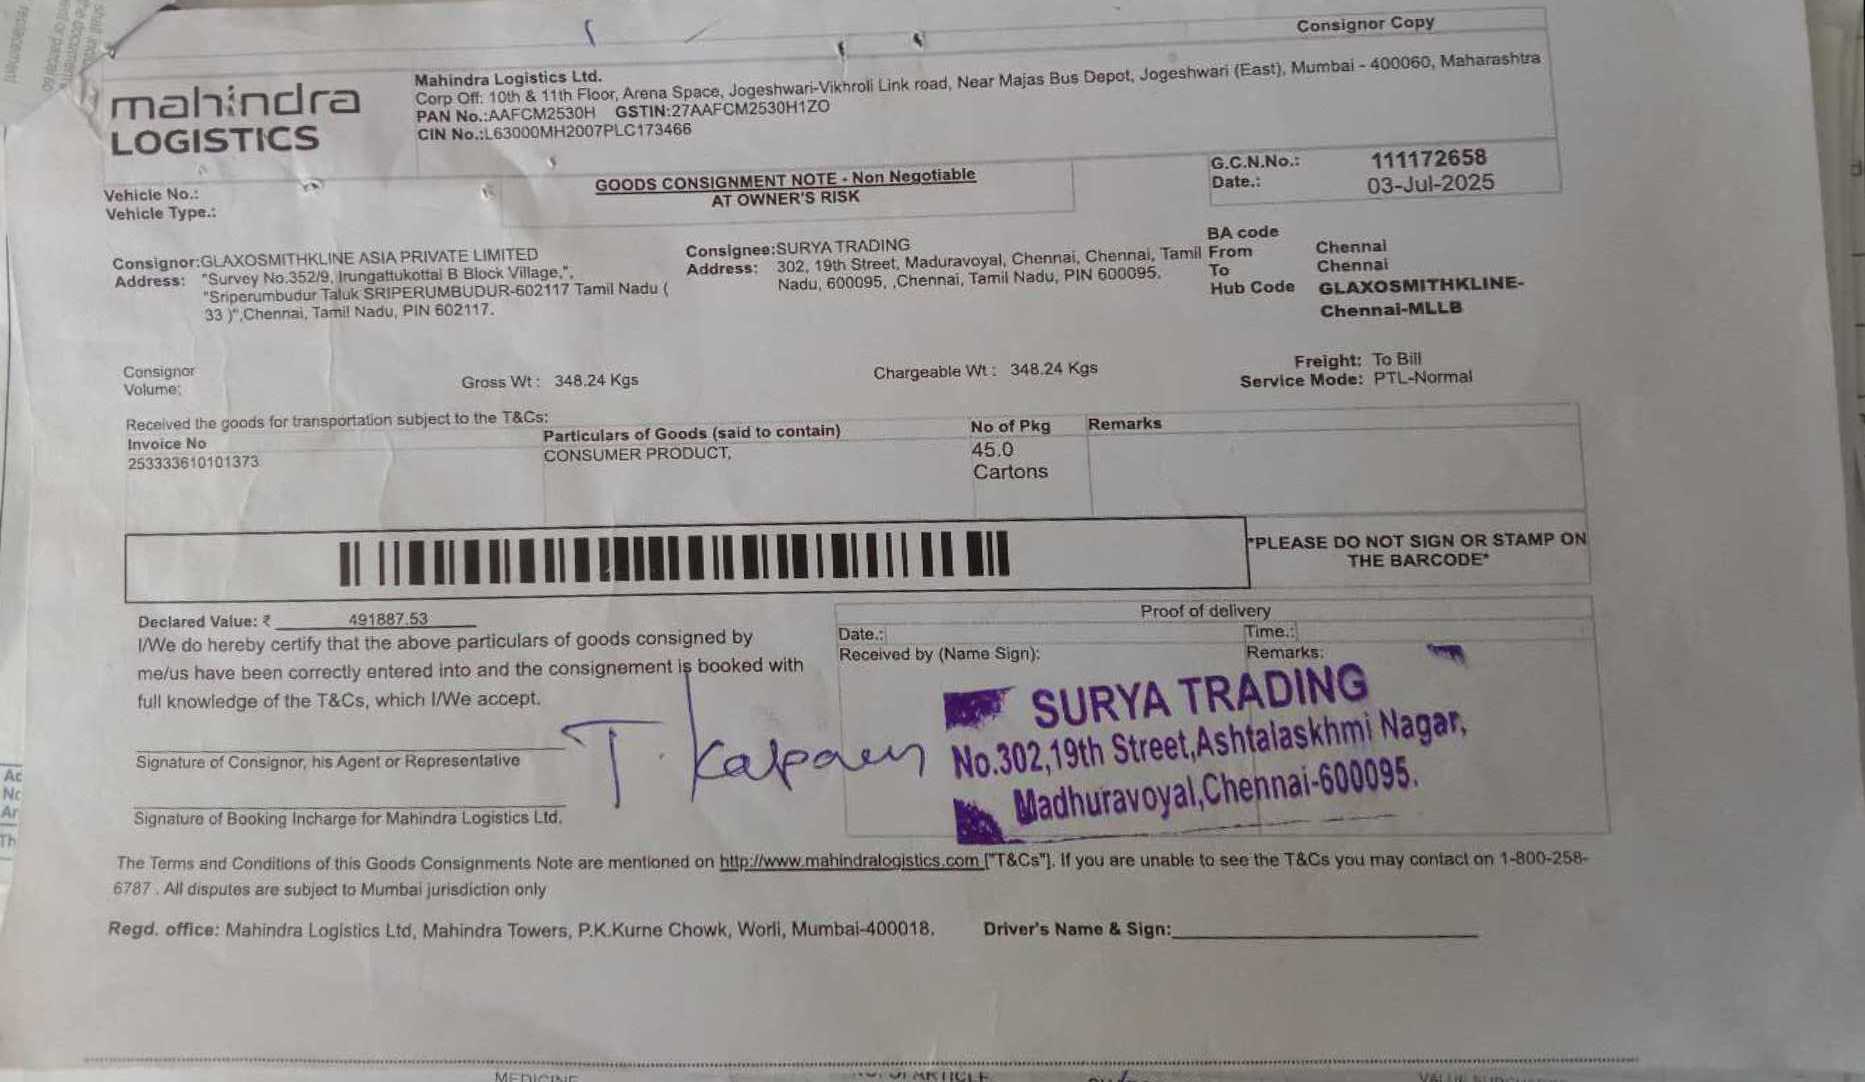 Consignor Copy
mahindra
LOGISTICS
Mahindra Logistics Ltd.
Corp Off: 10th & 11th Floor, Arena Space, Jogeshwari-Vikhroli Link road, Near Majas Bus Depot, Jogeshwari (East), Mumbai - 400060, Maharashtra
PAN No.:AAFCM2530H GSTIN:27AAFCM2530H1ZO
CIN No.:L63000MH2007PLC173466
Vehicle No.:
Vehicle Type.:
GOODS CONSIGNMENT NOTE - Non Negotiable
AT OWNER'S RISK
G.C.N.No.: 111172658
Date.: 03-Jul-2025
Consignor:GLAXOSMITHKLINE ASIA PRIVATE LIMITED
Address: "Survey No.352/9, Irungattukottai B Block Village,",
"Sriperumbudur Taluk SRIPERUMBUDUR-602117 Tamil Nadu (
33 )",Chennai, Tamil Nadu, PIN 602117.
Consignee:SURYA TRADING
Address: 302, 19th Street, Maduravoyal, Chennai, Chennai, Tamil
Nadu, 600095, ,Chennai, Tamil Nadu, PIN 600095.
BA code
From Chennai
To Chennai
Hub Code GLAXOSMITHKLINE-
Chennai-MLLB
Consignor
Volume:
Gross Wt : 348.24 Kgs
Chargeable Wt : 348.24 Kgs
Freight: To Bill
Service Mode: PTL-Normal
Received the goods for transportation subject to the T&Cs:
Invoice No Particulars of Goods (said to contain) No of Pkg Remarks
253333610101373 CONSUMER PRODUCT, 45.0
Cartons
*PLEASE DO NOT SIGN OR STAMP ON
THE BARCODE*
Declared Value: ₹ 491887.53
I/We do hereby certify that the above particulars of goods consigned by
me/us have been correctly entered into and the consignement is booked with
full knowledge of the T&Cs, which I/We accept.
Signature of Consignor, his Agent or Representative
Signature of Booking Incharge for Mahindra Logistics Ltd.
Proof of delivery
Date.: Time.:
Received by (Name Sign): Remarks:
SURYA TRADING
No.302,19th Street,Ashtalaskhmi Nagar,
Madhuravoyal,Chennai-600095.
The Terms and Conditions of this Goods Consignments Note are mentioned on http://www.mahindralogistics.com ["T&Cs"]. If you are unable to see the T&Cs you may contact on 1-800-258-
6787 . All disputes are subject to Mumbai jurisdiction only
Regd. office: Mahindra Logistics Ltd, Mahindra Towers, P.K.Kurne Chowk, Worli, Mumbai-400018.
Driver's Name & Sign: